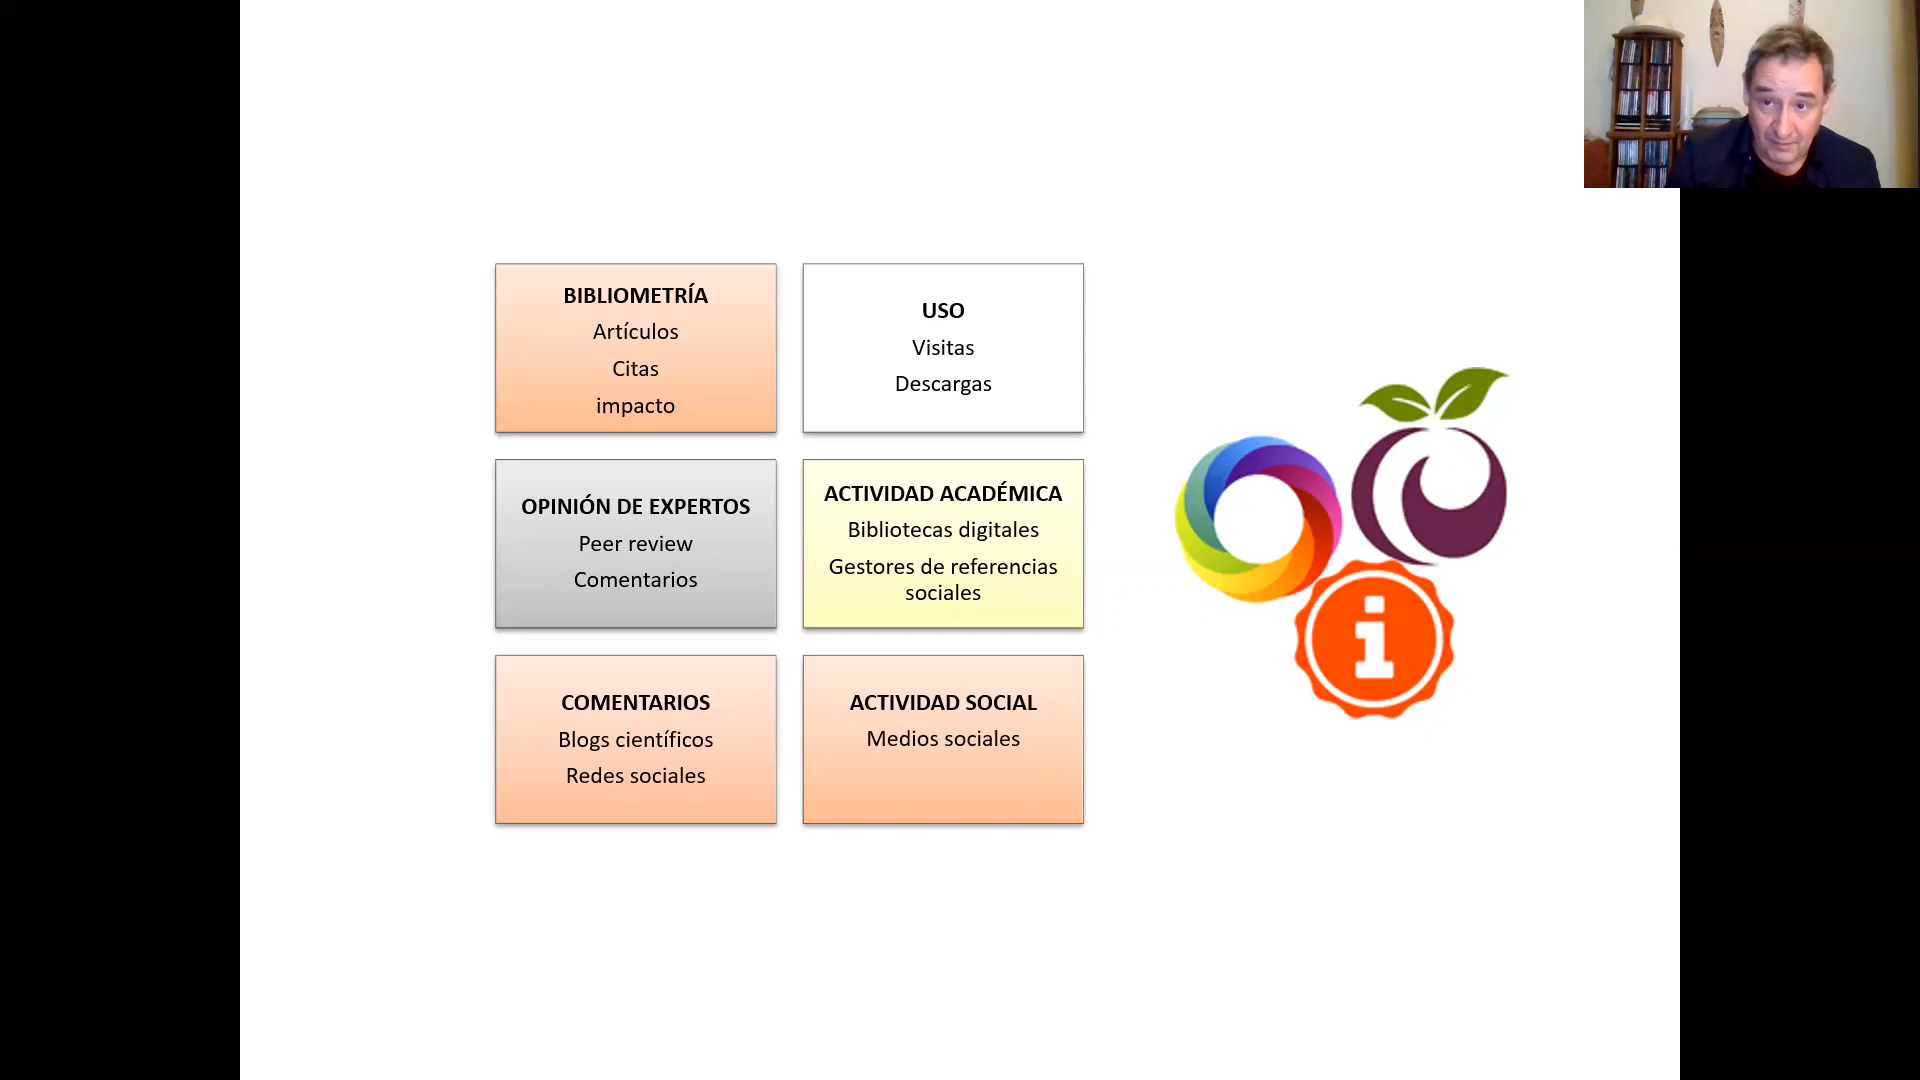 BIBLIOMETRÍA
Artículos
Citas
impacto
USO
Visitas
Descargas
OPINIÓN DE EXPERTOS
Peer review
Comentarios
ACTIVIDAD ACADÉMICA
Bibliotecas digitales
Gestores de referencias
sociales
COMENTARIOS
Blogs científicos
Redes sociales
ACTIVIDAD SOCIAL
Medios sociales
i